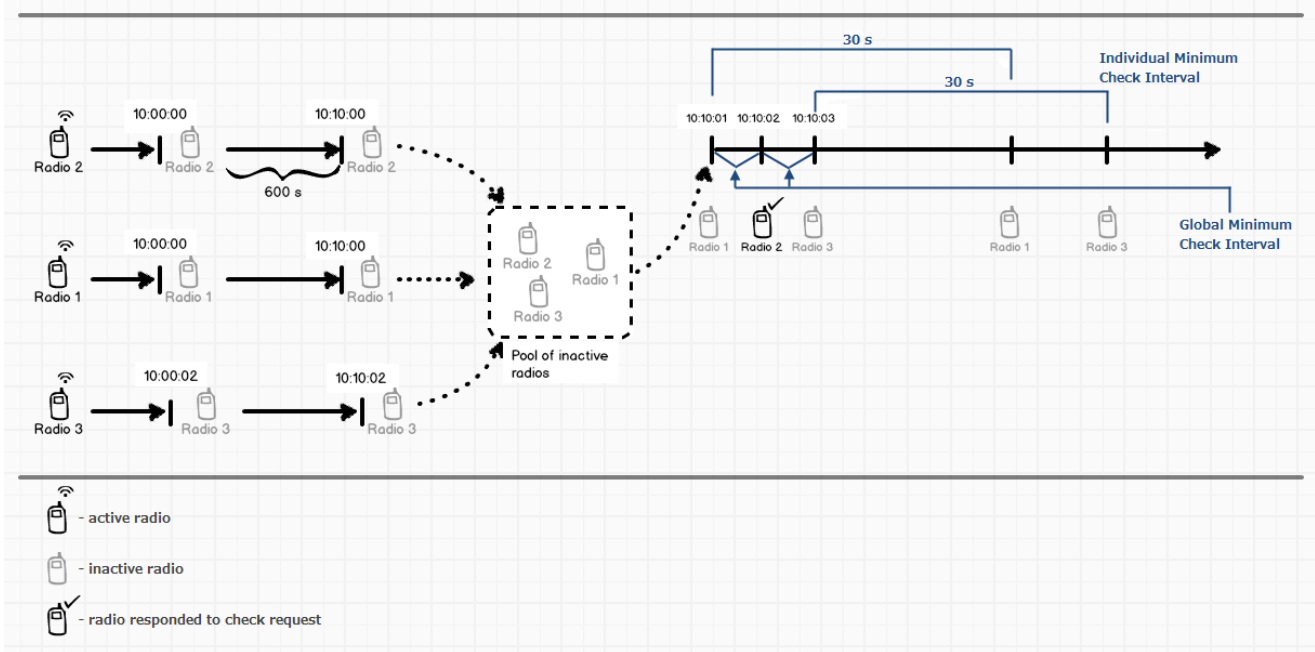 30 s
Individual Minimum
Check Interval
30 s
10:00:00
10:10:00
10:10:01
10:10:02
10:10:03
Radio 2
Radio 2
Radio 2
600 s
Radio 1
Radio 2
Radio 3
Radio 1
Radio 3
Global Minimum
Check Interval
10:00:00
10:10:00
Radio 2
Radio 1
Radio 3
Radio 1
Radio 1
Radio 1
Pool of inactive
radios
10:00:02
10:10:02
Radio 3
Radio 3
Radio 3
- active radio
- inactive radio
- radio responded to check request